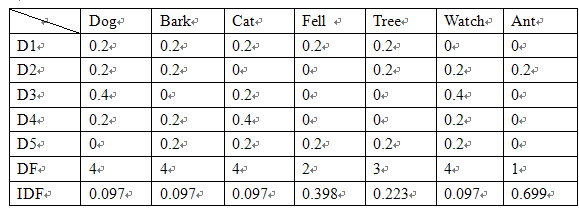 Dog Bark Cat Fell Tree Watch Ant
D1 0.2 0.2 0.2 0.2 0.2 0 0
D2 0.2 0.2 0 0 0.2 0.2 0.2
D3 0.4 0 0.2 0 0 0.4 0
D4 0.2 0.2 0.4 0 0 0.2 0
D5 0 0.2 0.2 0.2 0.2 0.2 0
DF 4 4 4 2 3 4 1
IDF 0.097 0.097 0.097 0.398 0.223 0.097 0.699